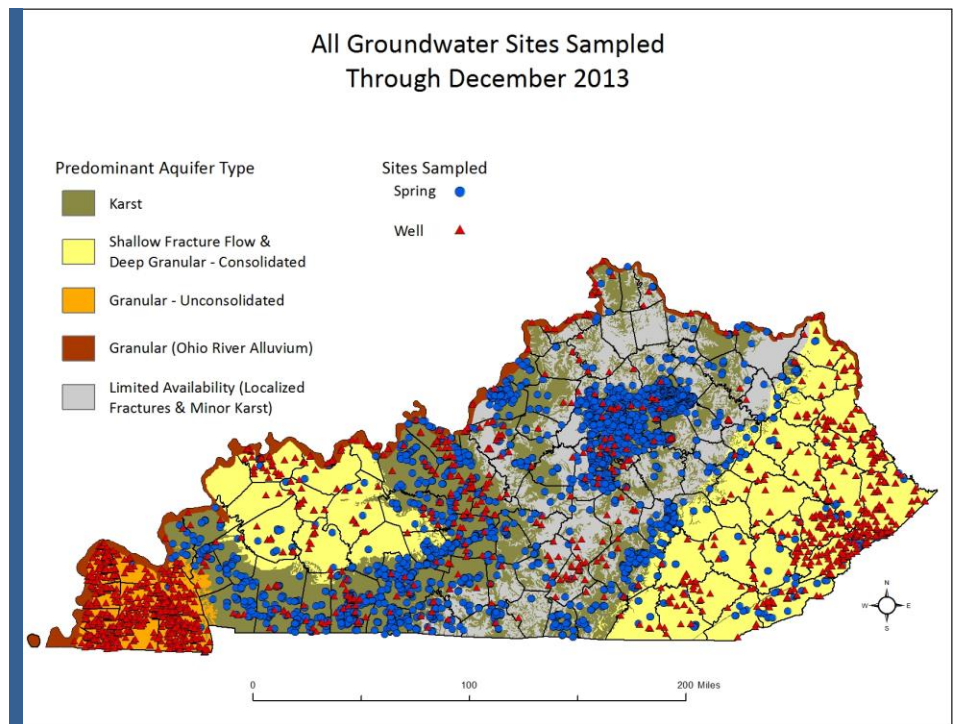 All Groundwater Sites Sampled
Through December 2013
Predominant Aquifer Type
Karst
Shallow Fracture Flow &
Deep Granular - Consolidated
Granular - Unconsolidated
Granular (Ohio River Alluvium)
Limited Availability (Localized
Fractures & Minor Karst)
Sites Sampled
Spring
Well
N
W E
S
0 100 200 Miles